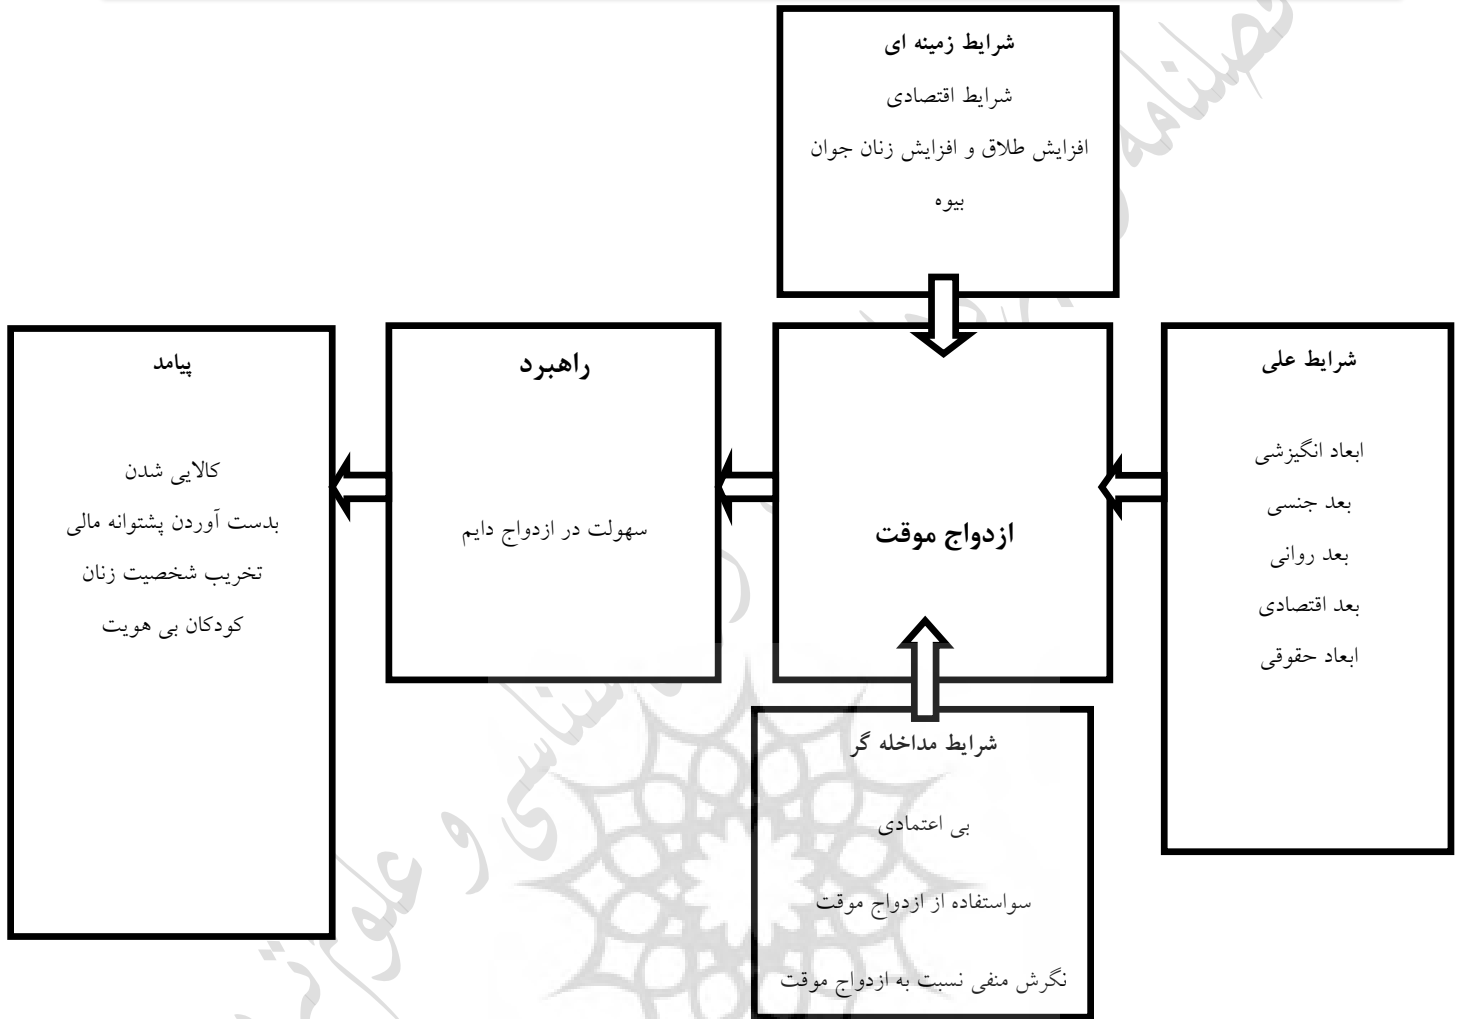 شرایط زمینه ای
شرایط اقتصادی
افزایش طلاق و افزایش زنان جوان
بیوه
شرایط علی
ابعاد انگیزشی
بعد جنسی
بعد روانی
بعد اقتصادی
ابعاد حقوقی
ازدواج موقت
راهبرد
سهولت در ازدواج دایم
پیامد
کالایی شدن
بدست آوردن پشتوانه مالی
تخریب شخصیت زنان
کودکان بی هویت
شرایط مداخله گر
بی اعتمادی
سواستفاده از ازدواج موقت
نگرش منفی نسبت به ازدواج موقت